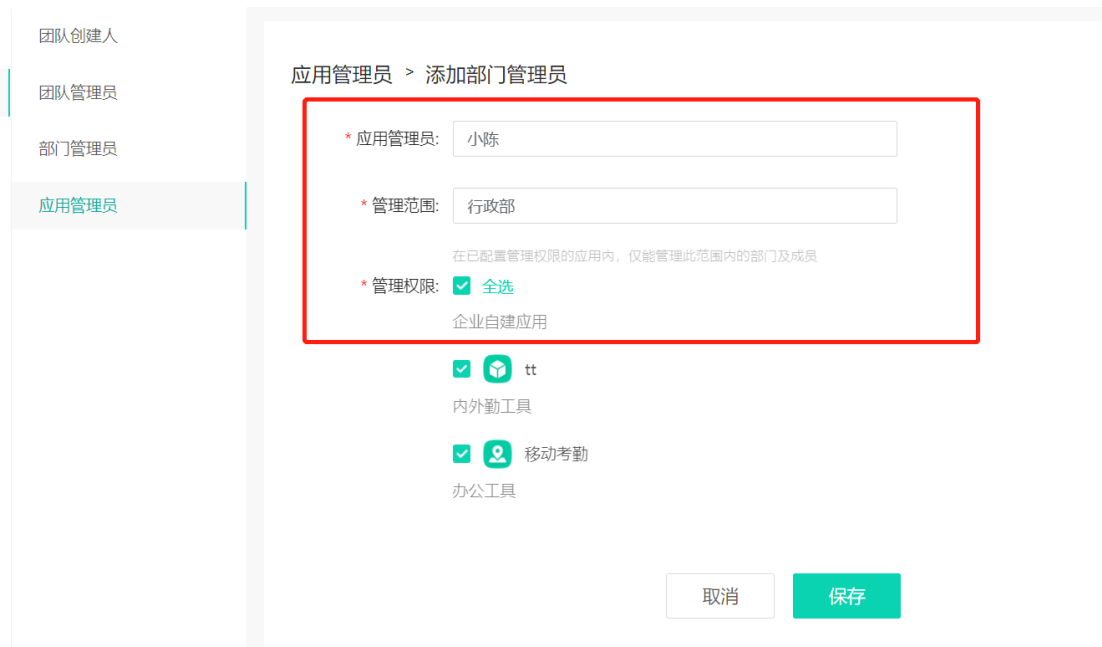 团队创建人
团队管理员
部门管理员
应用管理员
应用管理员 > 添加部门管理员
* 应用管理员: 小陈
* 管理范围: 行政部
在已配置管理权限的应用内，仅能管理此范围内的部门及成员
* 管理权限: 全选
企业自建应用
tt
内外勤工具
移动考勤
办公工具
取消 保存